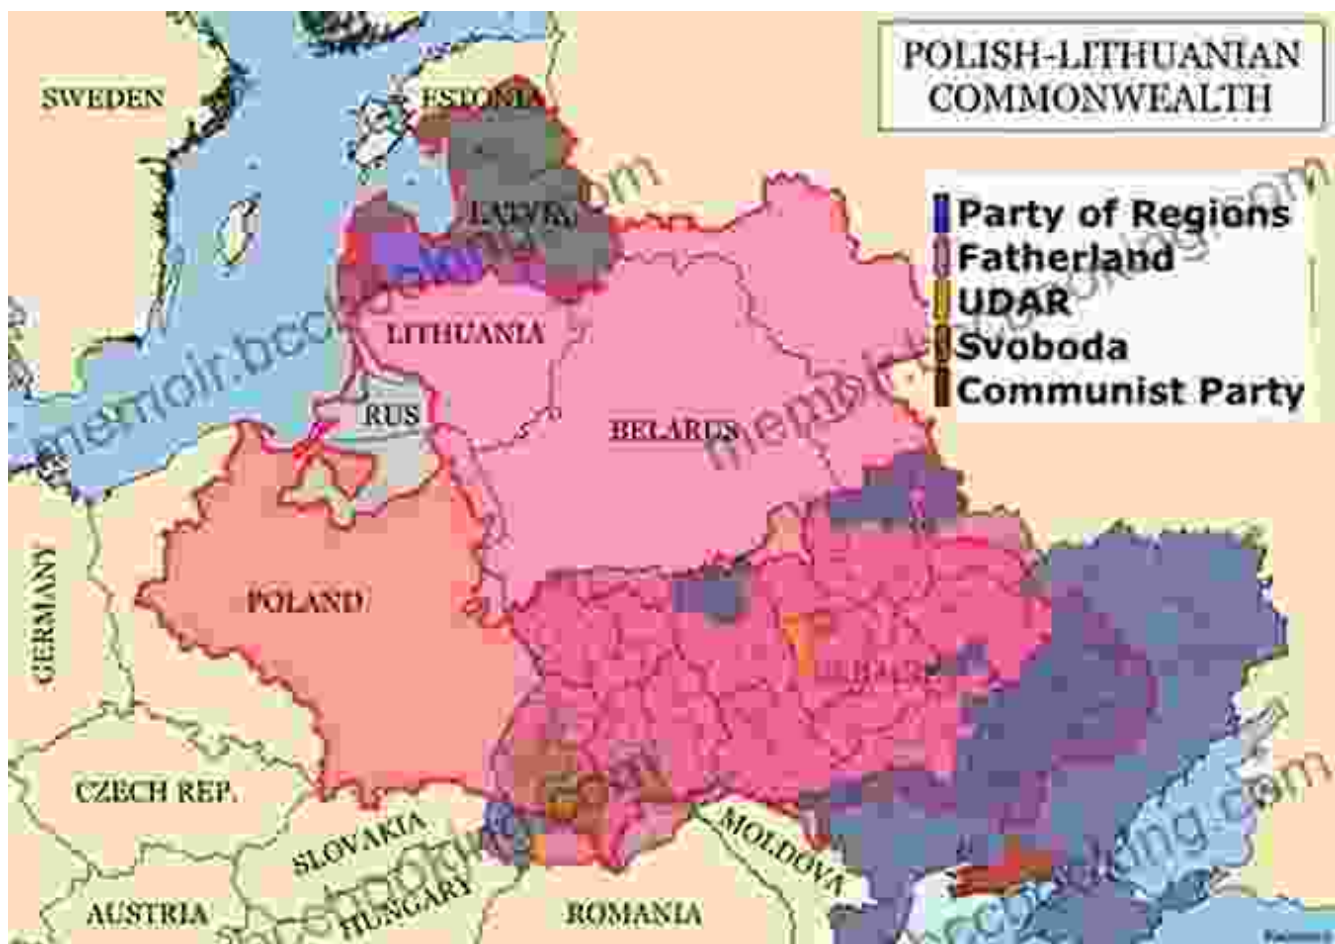 POLISH-LITHUANIAN
COMMONWEALTH
SWEDEN
ESTONIA
LATVIA
Party of Regions
Fatherland
UDAR
Svoboda
Communist Party
LITHUANIA
RUS
BELARUS
POLAND
GERMANY
CZECH REP.
SLOVAKIA
MOLDOVA
AUSTRIA
HUNGARY
ROMANIA